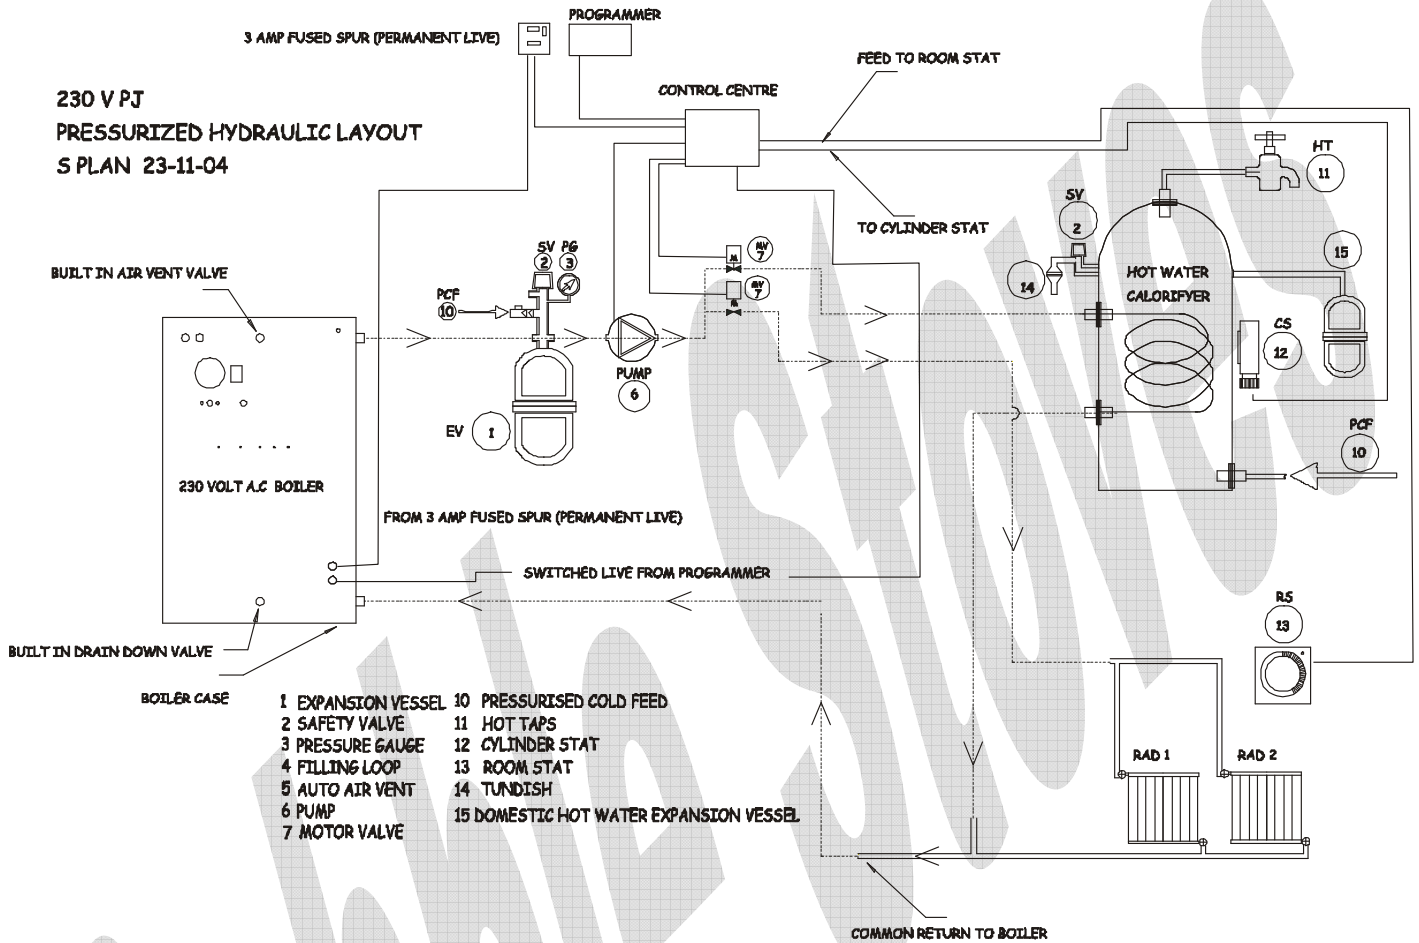 PROGRAMMER
3 AMP FUSED SPUR (PERMANENT LIVE)
FEED TO ROOM STAT
230 V PJ
PRESSURIZED HYDRAULIC LAYOUT
S PLAN 23-11-04
CONTROL CENTRE
HT
11
SV
2
TO CYLINDER STAT
BUILT IN AIR VENT VALVE
SV PG
2 3
MV
7
M
MV
7
M
15
14
HOT WATER
CALORIFYER
PCF
10
CS
12
PUMP
6
EV 1
PCF
10
230 VOLT A.C BOILER
FROM 3 AMP FUSED SPUR (PERMANENT LIVE)
SWITCHED LIVE FROM PROGRAMMER
RS
13
BUILT IN DRAIN DOWN VALVE
BOILER CASE
1 EXPANSION VESSEL
2 SAFETY VALVE
3 PRESSURE GAUGE
4 FILLING LOOP
5 AUTO AIR VENT
6 PUMP
7 MOTOR VALVE
10 PRESSURISED COLD FEED
11 HOT TAPS
12 CYLINDER STAT
13 ROOM STAT
14 TUNDISH
15 DOMESTIC HOT WATER EXPANSION VESSEL
RAD 1
RAD 2
COMMON RETURN TO BOILER
Stoves